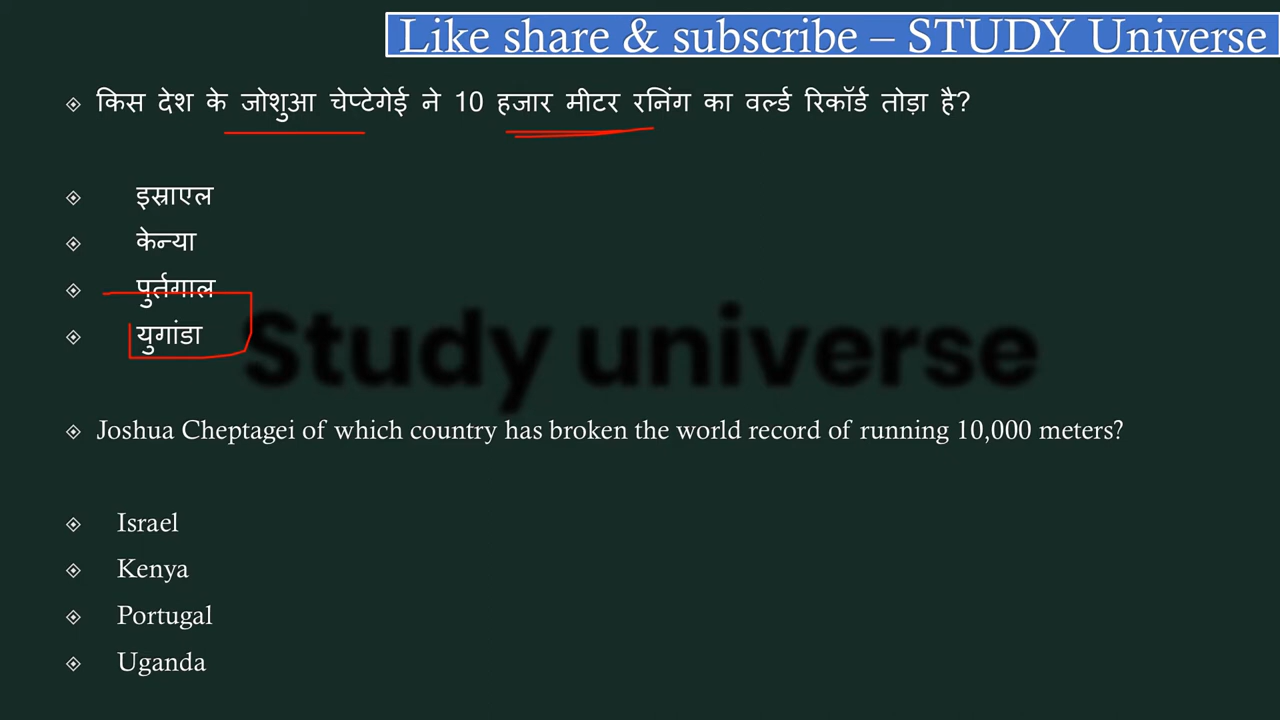 Like share & subscribe – STUDY Universe
किस देश के जोशुआ चेप्टेगेई ने 10 हजार मीटर रनिंग का वर्ल्ड रिकॉर्ड तोड़ा है?
इस्राएल
केन्या
पुर्तगाल
युगांडा
Study universe
Joshua Cheptagei of which country has broken the world record of running 10,000 meters?
Israel
Kenya
Portugal
Uganda